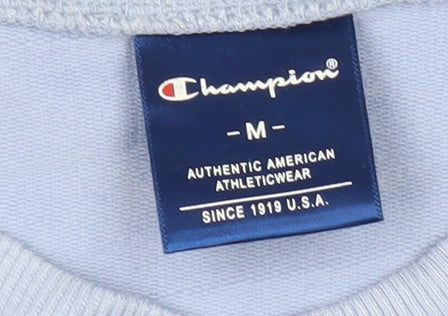 Champion®
- M -
AUTHENTIC AMERICAN
ATHLETICWEAR
SINCE 1919 U.S.A.